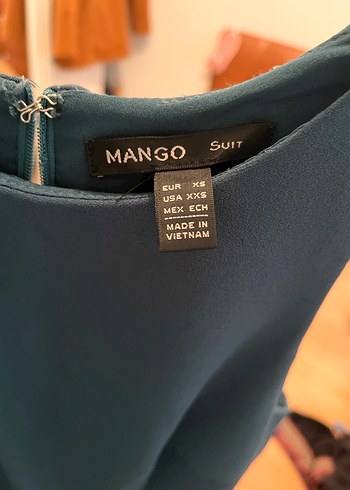 MANGO SUIT
EUR XS
USA XXS
MEX ECH
MADE IN
VIETNAM